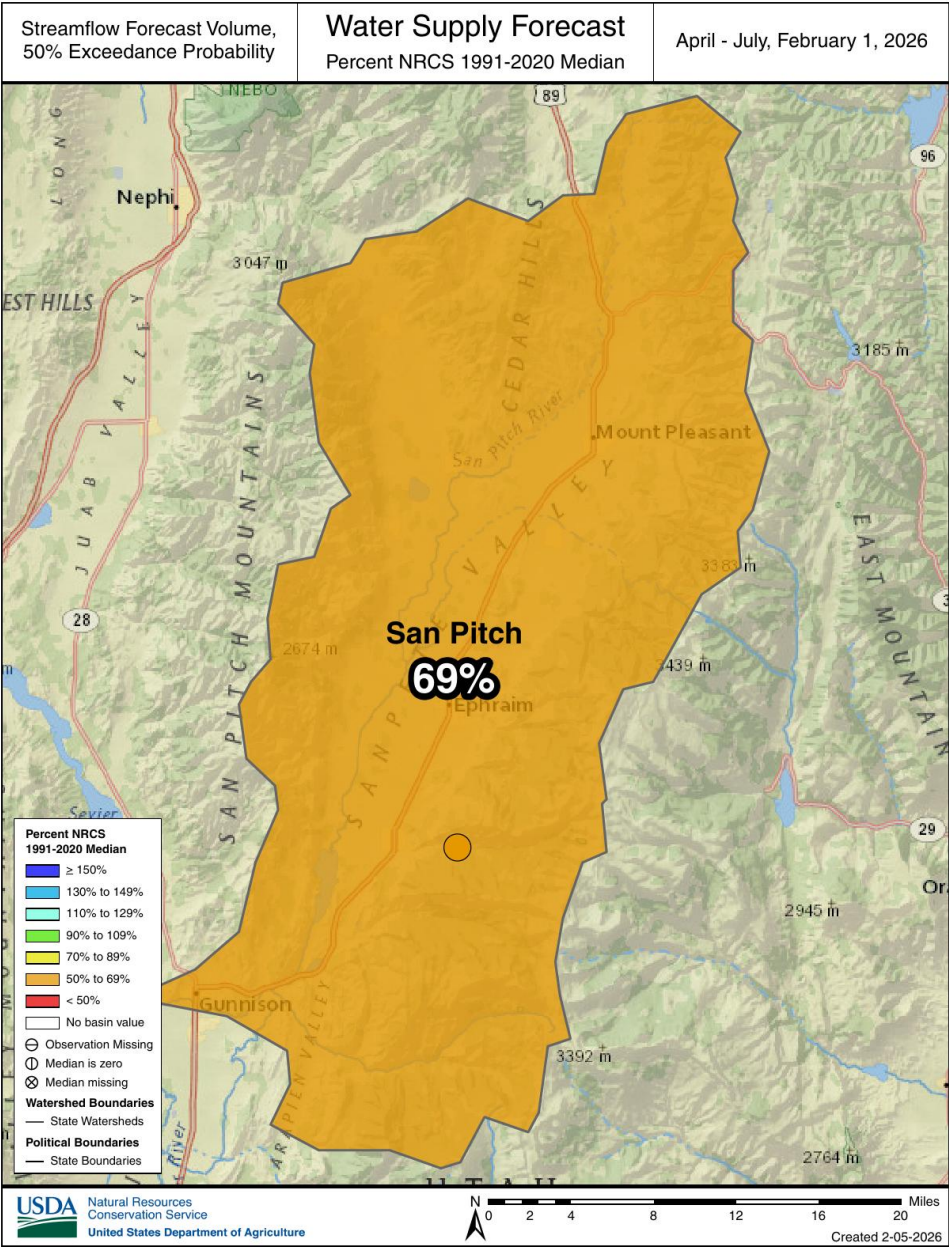 Streamflow Forecast Volume,
50% Exceedance Probability
Water Supply Forecast
Percent NRCS 1991-2020 Median
April - July, February 1, 2026
NEBO
89
96
LONG
Nephi
3047 m
CEDAR HILLS
EST HILLS
3185 m
JUAB VALLEY
SAN PITCH MOUNTAINS
San Pitch River
Mount Pleasant
SANPETE VALLEY
EAST MOUNTAIN
3383 m
3
28
San Pitch
69%
2674 m
3439 m
Ephraim
m
Sevier
29
Or
2945 m
Gunnison
ARAPIEN VALLEY
3392 m
River
2764 m
UTAH
Percent NRCS
1991-2020 Median
≥ 150%
130% to 149%
110% to 129%
90% to 109%
70% to 89%
50% to 69%
< 50%
No basin value
Observation Missing
Median is zero
Median missing
Watershed Boundaries
State Watersheds
Political Boundaries
State Boundaries
USDA
Natural Resources
Conservation Service
United States Department of Agriculture
N
0 2 4 8 12 16 20
Miles
Created 2-05-2026